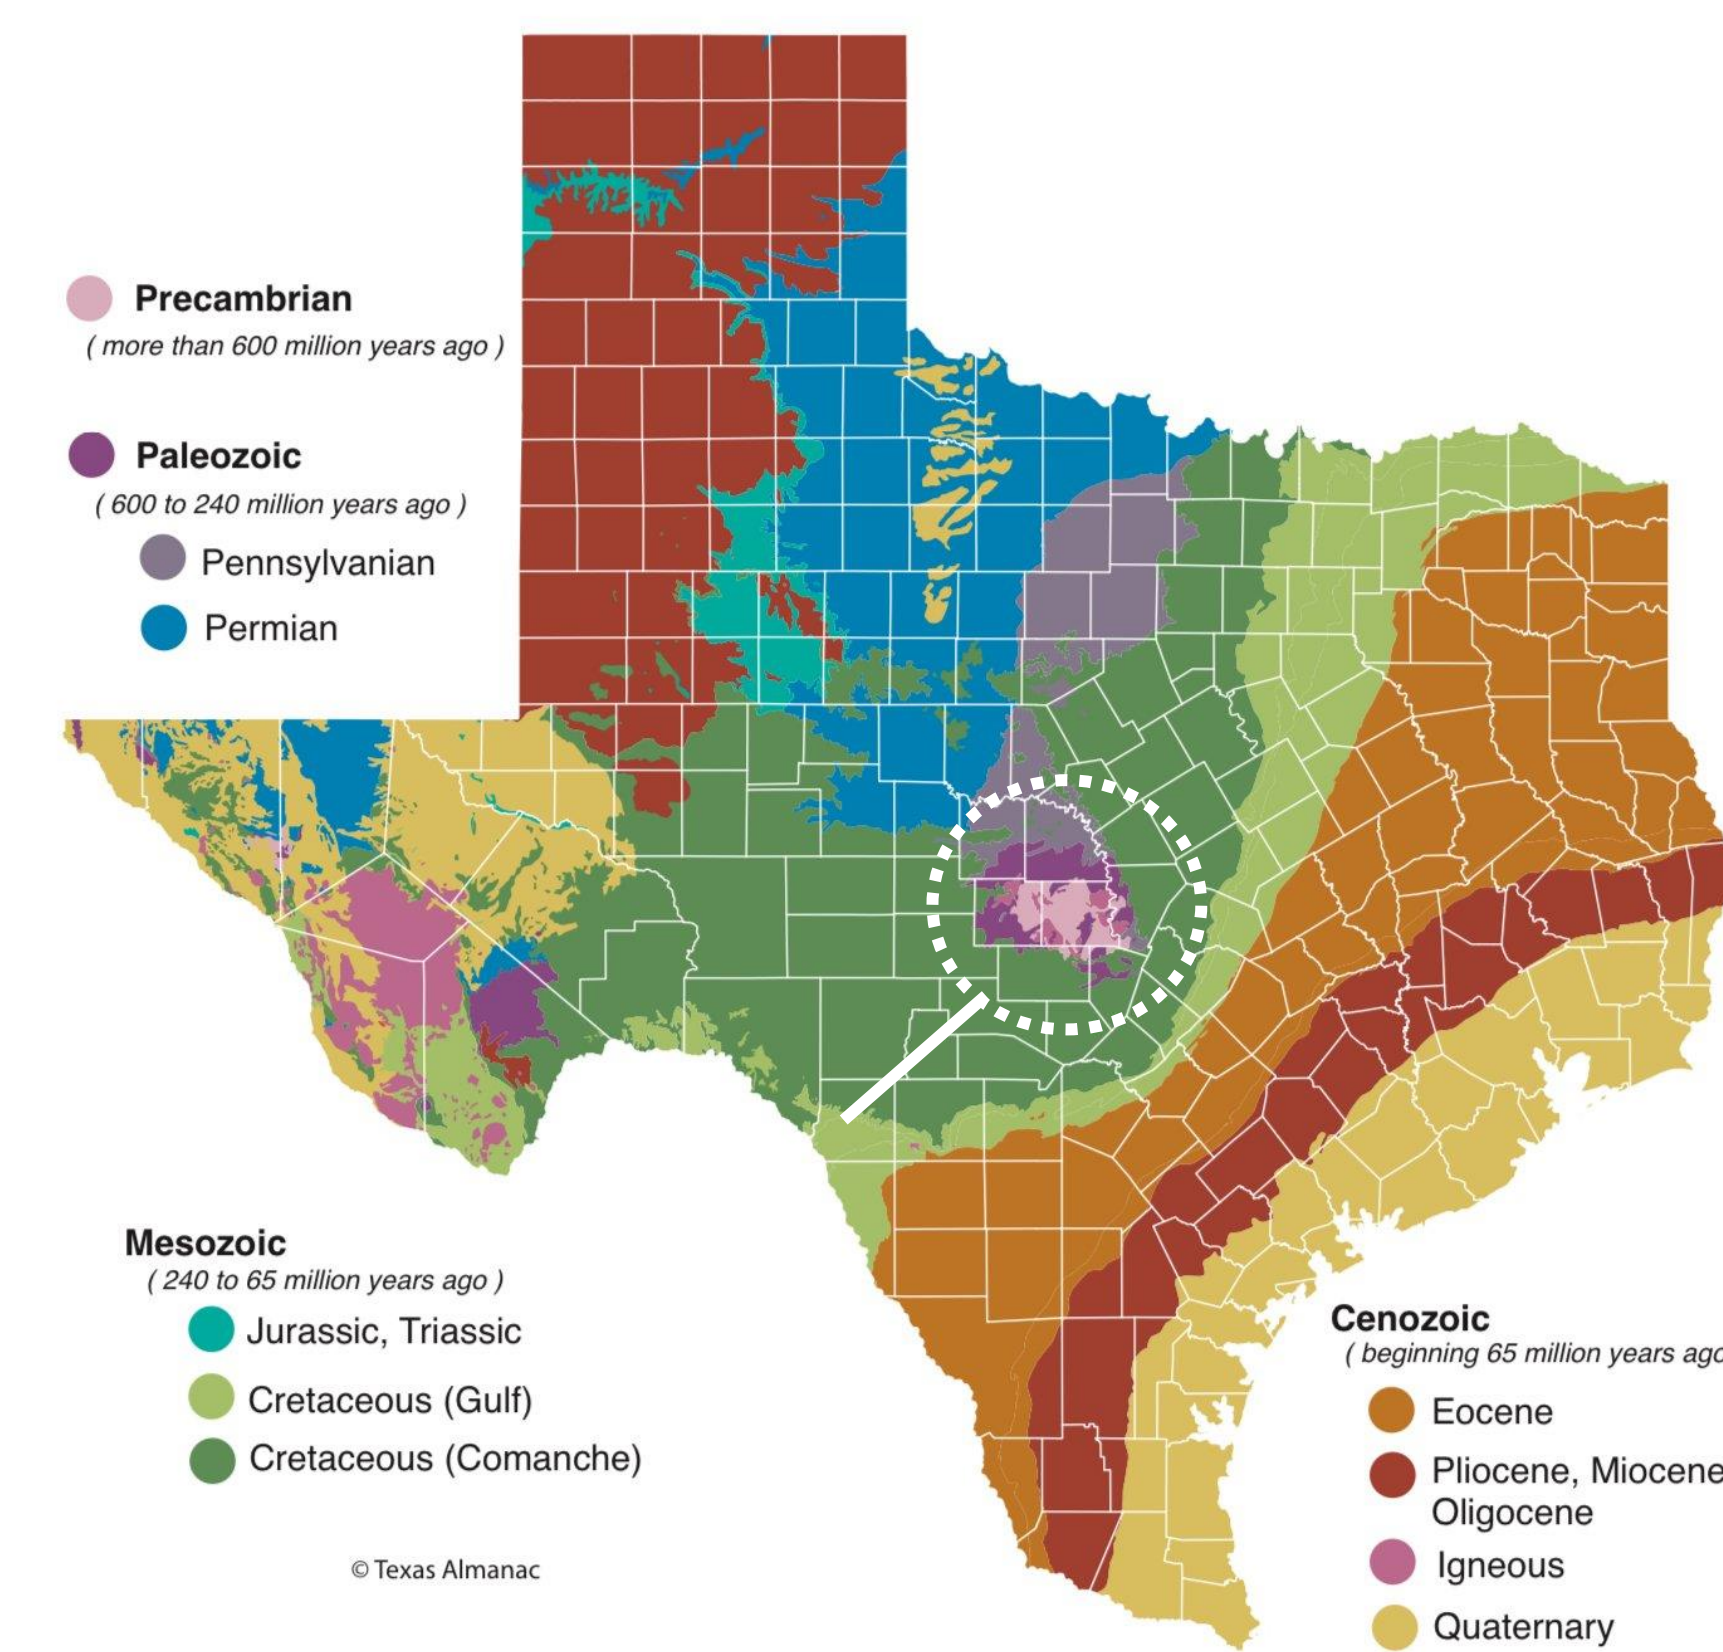 Precambrian
( more than 600 million years ago )
Paleozoic
( 600 to 240 million years ago )
Pennsylvanian
Permian
Mesozoic
( 240 to 65 million years ago )
Jurassic, Triassic
Cretaceous (Gulf)
Cretaceous (Comanche)
© Texas Almanac
Cenozoic
( beginning 65 million years ago
Eocene
Pliocene, Miocene
Oligocene
Igneous
Quaternary